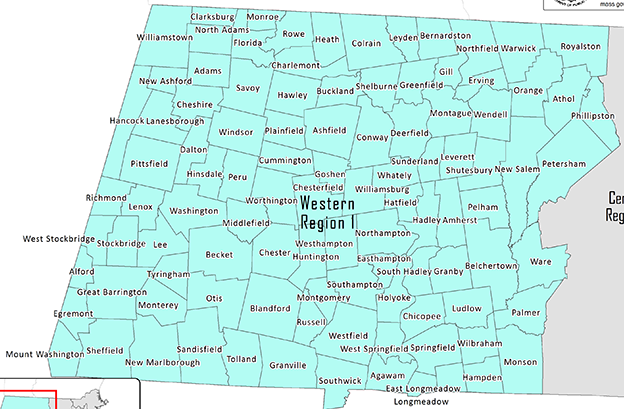 mass.gov
Clarksburg
Monroe
Williamstown
North Adams
Florida
Rowe
Heath
Colrain
Leyden
Bernardston
Northfield
Warwick
Royalston
Charlemont
Adams
New Ashford
Savoy
Hawley
Buckland
Shelburne
Greenfield
Gill
Erving
Orange
Athol
Cheshire
Phillipston
Hancock
Lanesborough
Windsor
Plainfield
Ashfield
Conway
Deerfield
Montague
Wendell
Dalton
Pittsfield
Cummington
Sunderland
Leverett
Shutesbury
New Salem
Petersham
Hinsdale
Peru
Goshen
Chesterfield
Whately
Williamsburg
Richmond
Lenox
Washington
Worthington
Western
Region I
Hatfield
Hadley
Amherst
Pelham
Middlefield
Cen
Reg
West Stockbridge
Stockbridge
Lee
Becket
Chester
Westhampton
Huntington
Northampton
Easthampton
South Hadley
Granby
Belchertown
Ware
Alford
Tyringham
Great Barrington
Monterey
Otis
Blandford
Southampton
Montgomery
Holyoke
Chicopee
Ludlow
Palmer
Egremont
Russell
Westfield
West Springfield
Springfield
Wilbraham
Mount Washington
Sheffield
New Marlborough
Sandisfield
Tolland
Granville
Southwick
Agawam
East Longmeadow
Longmeadow
Hampden
Monson